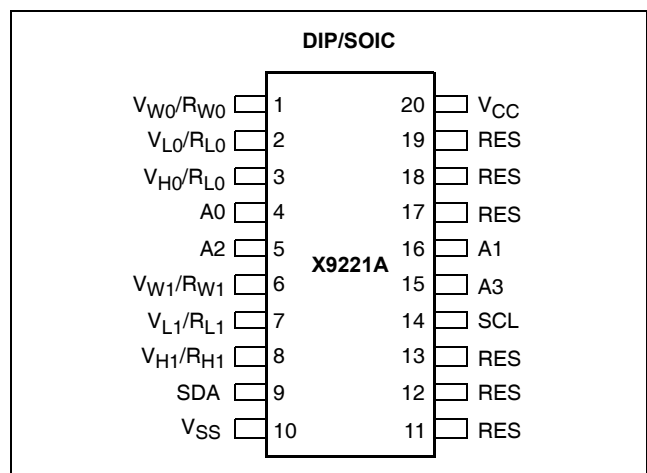 DIP/SOIC
VW0/RW0 1 20 VCC
VL0/RL0 2 19 RES
VH0/RL0 3 18 RES
A0 4 17 RES
A2 5 16 A1
X9221A
VW1/RW1 6 15 A3
VL1/RL1 7 14 SCL
VH1/RH1 8 13 RES
SDA 9 12 RES
VSS 10 11 RES